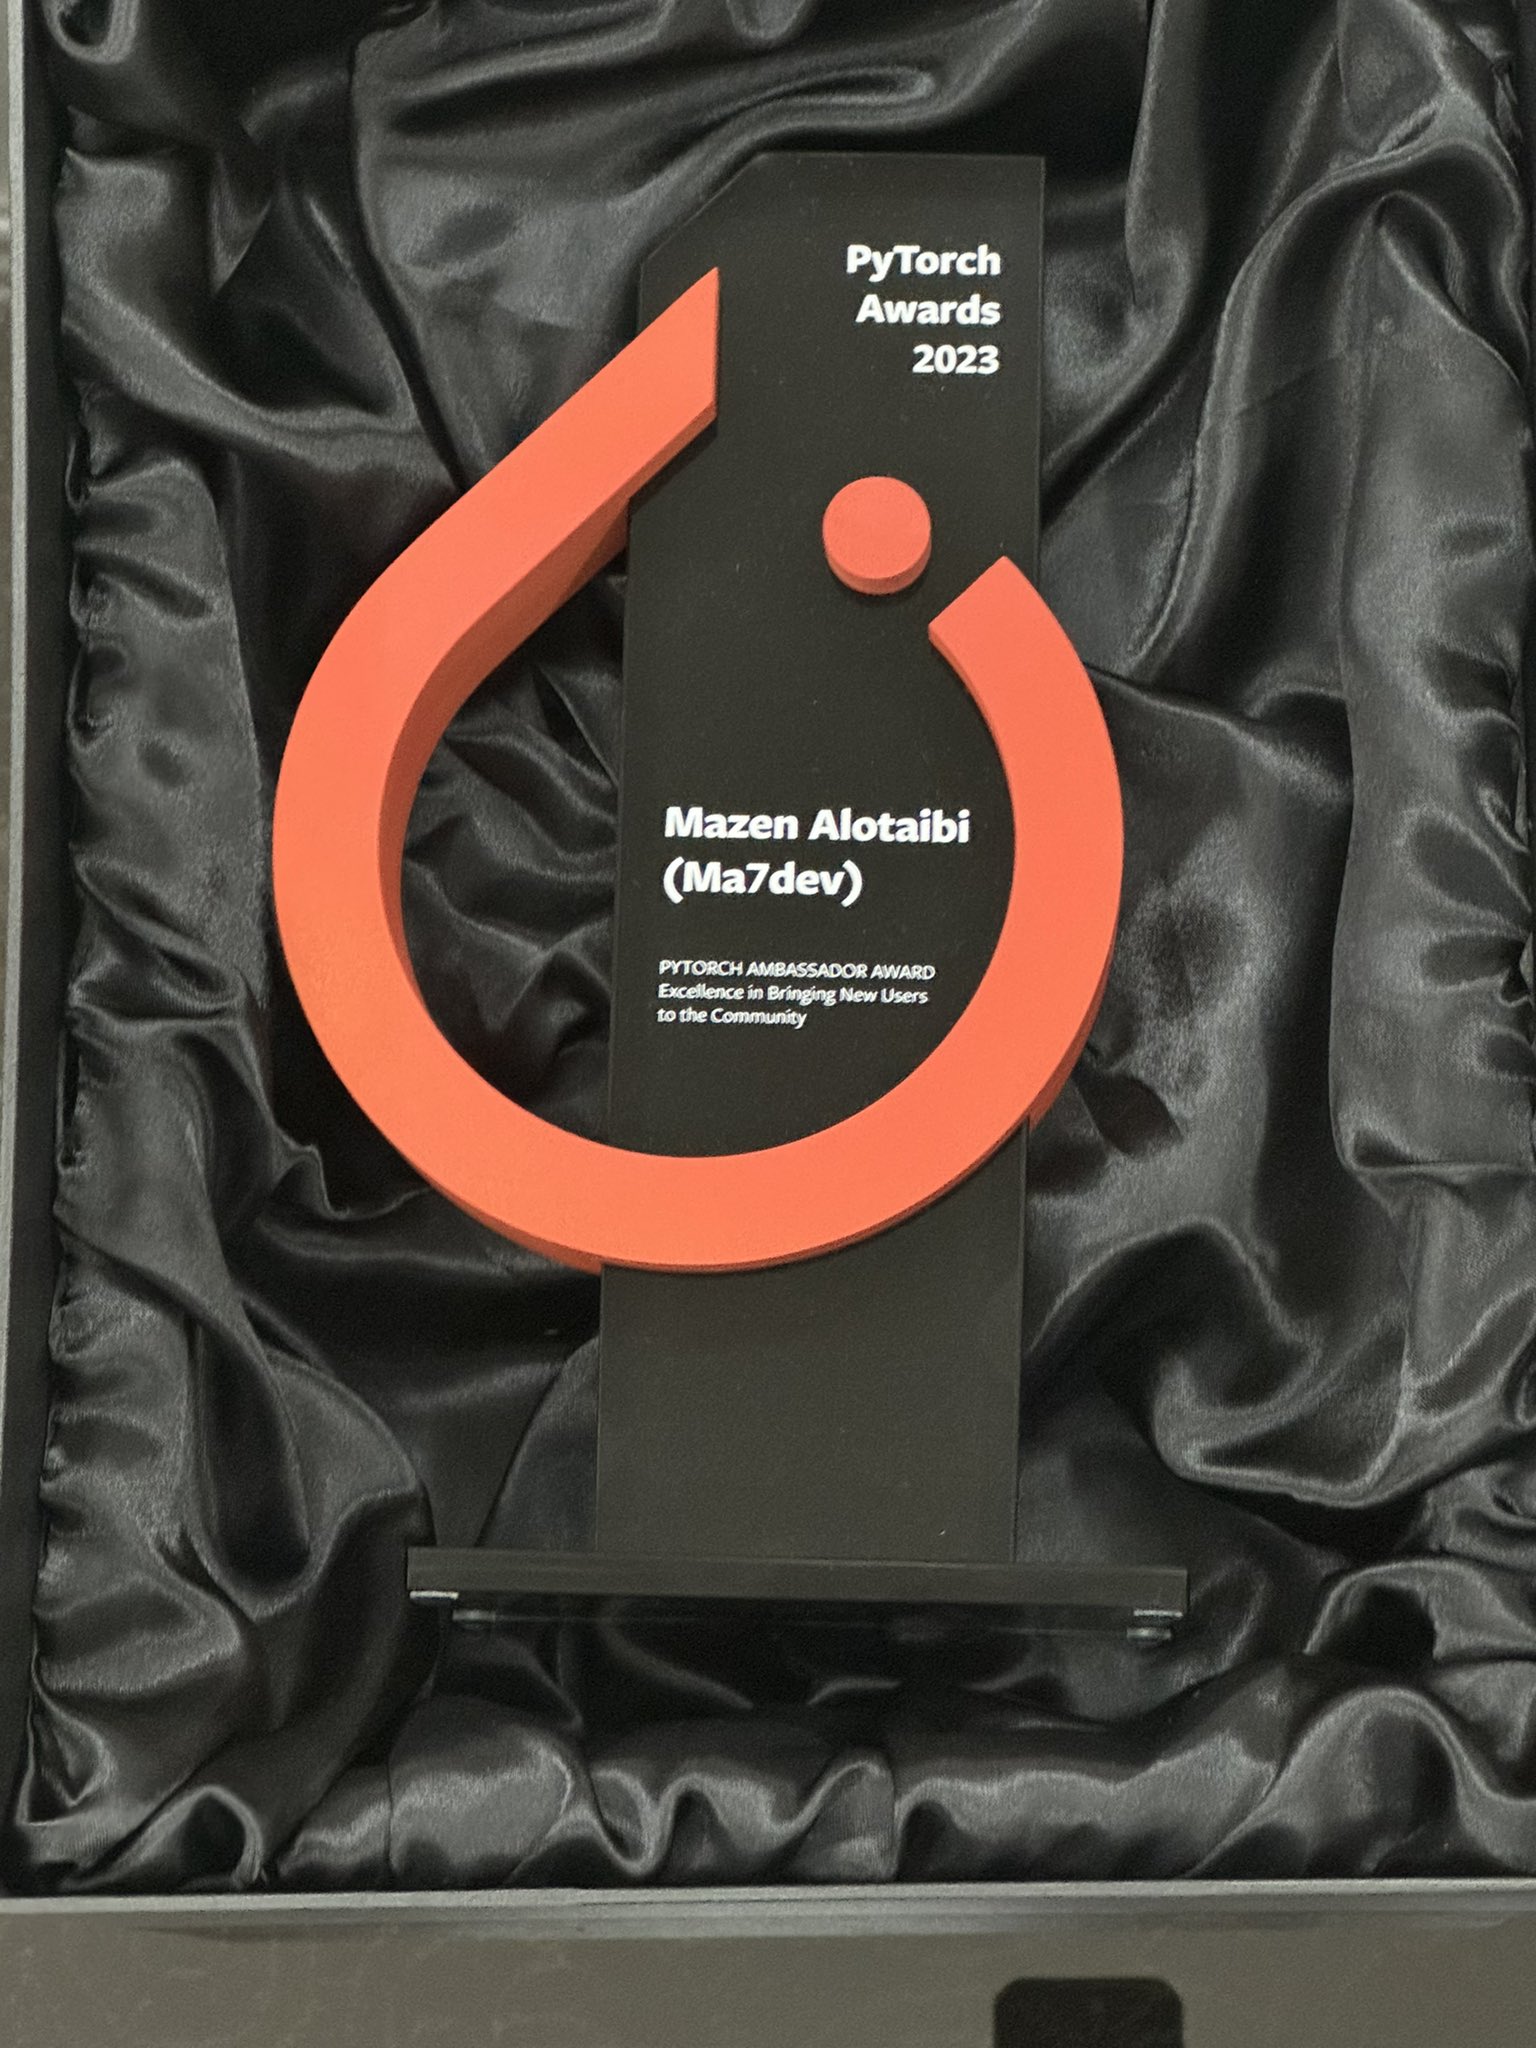 PyTorch
Awards
2023
Mazen Alotaibi
(Ma7dev)
PYTORCH AMBASSADOR AWARD
Excellence in Bringing New Users
to the Community